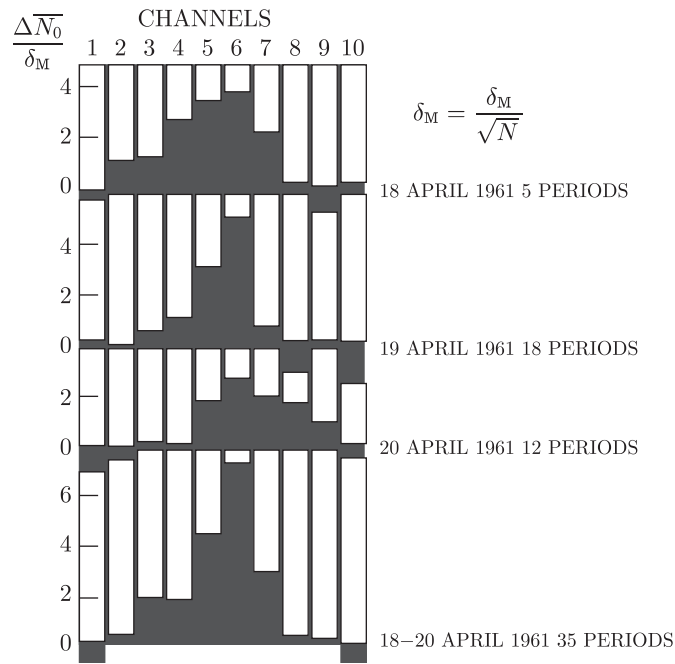 CHANNELS
ΔN̅₀/δ_M
1 2 3 4 5 6 7 8 9 10
4
δ_M = δ_M/√N
2
0
18 APRIL 1961 5 PERIODS
4
2
0
19 APRIL 1961 18 PERIODS
2
0
20 APRIL 1961 12 PERIODS
6
4
2
0
18–20 APRIL 1961 35 PERIODS